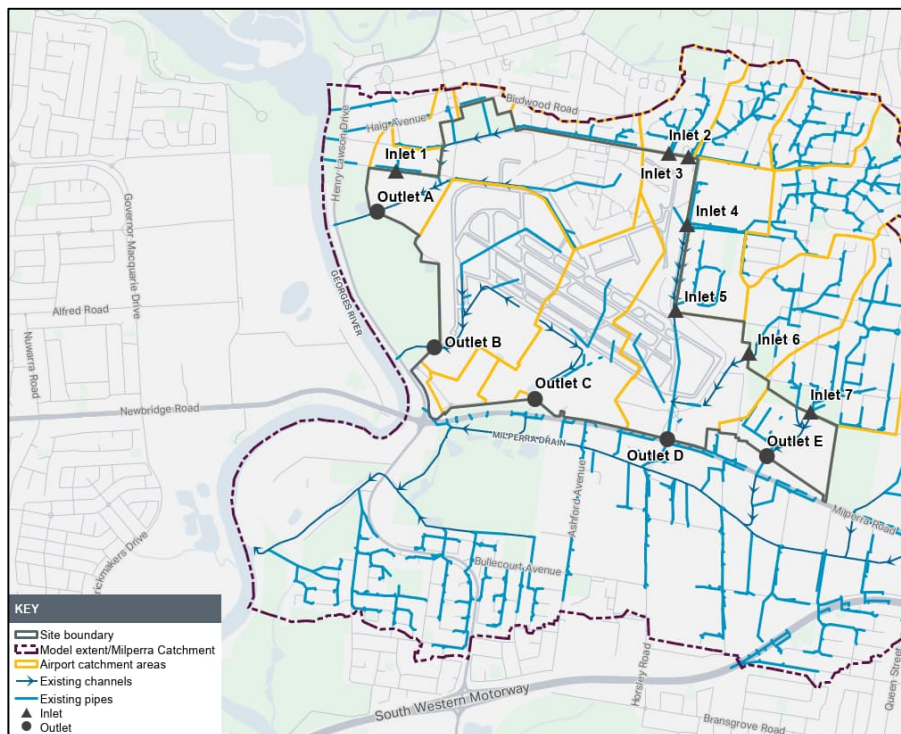 Birdwood Road
Haig Avenue
Henry Lawson Drive
Inlet 1
Inlet 2
Inlet 3
Outlet A
Inlet 4
Governor Macquarie Drive
GEORGES RIVER
Alfred Road
Nuwarra Road
Inlet 5
Inlet 6
Outlet B
Outlet C
Newbridge Road
Inlet 7
MILPERRA DRAIN
Outlet D
Outlet E
Ashford Avenue
Milperra Road
Bullecourt Avenue
rickmakers Drive
Horsley Road
Queen Street
South Western Motorway
Bransgrove Road
KEY
Site boundary
Model extent/Milperra Catchment
Airport catchment areas
Existing channels
Existing pipes
Inlet
Outlet